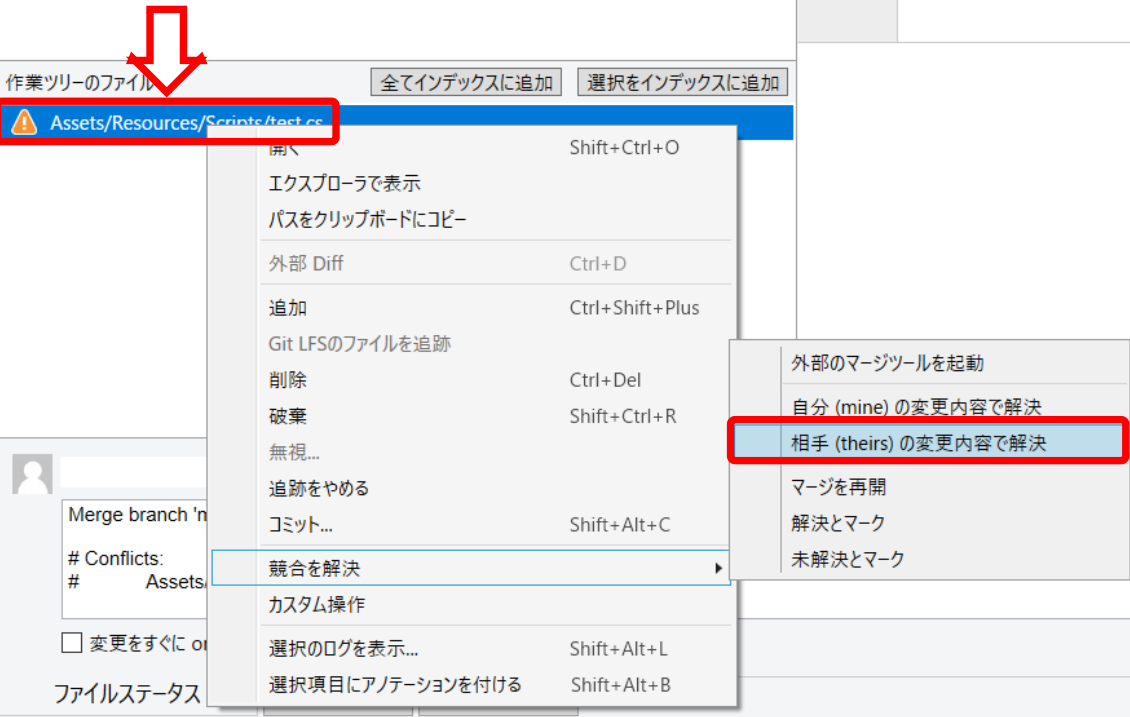 作業ツリーのファイル
全てインデックスに追加
選択をインデックスに追加
Assets/Resources/Scripts/test.cs
開く Shift+Ctrl+O
エクスプローラで表示
パスをクリップボードにコピー
外部 Diff Ctrl+D
追加 Ctrl+Shift+Plus
Git LFSのファイルを追跡
削除 Ctrl+Del
破棄 Shift+Ctrl+R
無視...
追跡をやめる
コミット... Shift+Alt+C
競合を解決
カスタム操作
選択のログを表示... Shift+Alt+L
選択項目にアノテーションを付ける Shift+Alt+B
外部のマージツールを起動
自分 (mine) の変更内容で解決
相手 (theirs) の変更内容で解決
マージを再開
解決とマーク
未解決とマーク
Merge branch 'm
# Conflicts:
# Assets/
変更をすぐに or
ファイルステータス